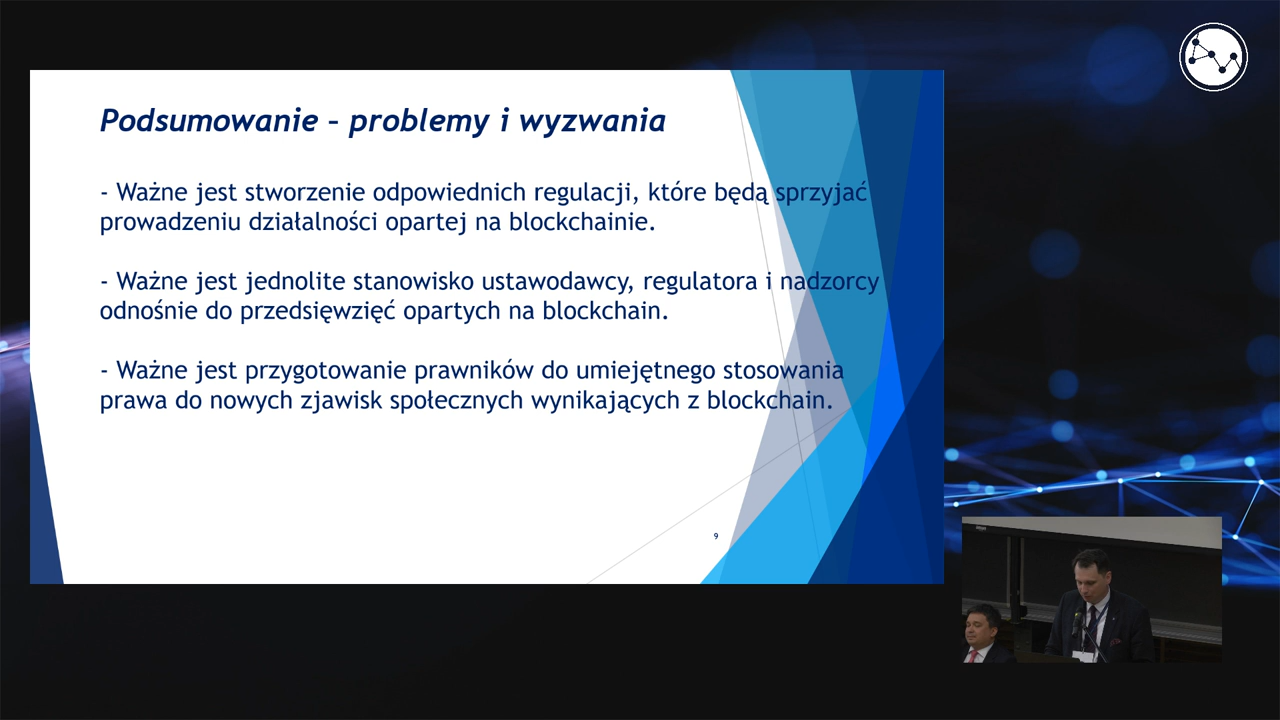 Podsumowanie – problemy i wyzwania
- Ważne jest stworzenie odpowiednich regulacji, które będą sprzyjać
prowadzeniu działalności opartej na blockchainie.
- Ważne jest jednolite stanowisko ustawodawcy, regulatora i nadzorcy
odnośnie do przedsięwzięć opartych na blockchain.
- Ważne jest przygotowanie prawników do umiejętnego stosowania
prawa do nowych zjawisk społecznych wynikających z blockchain.
9